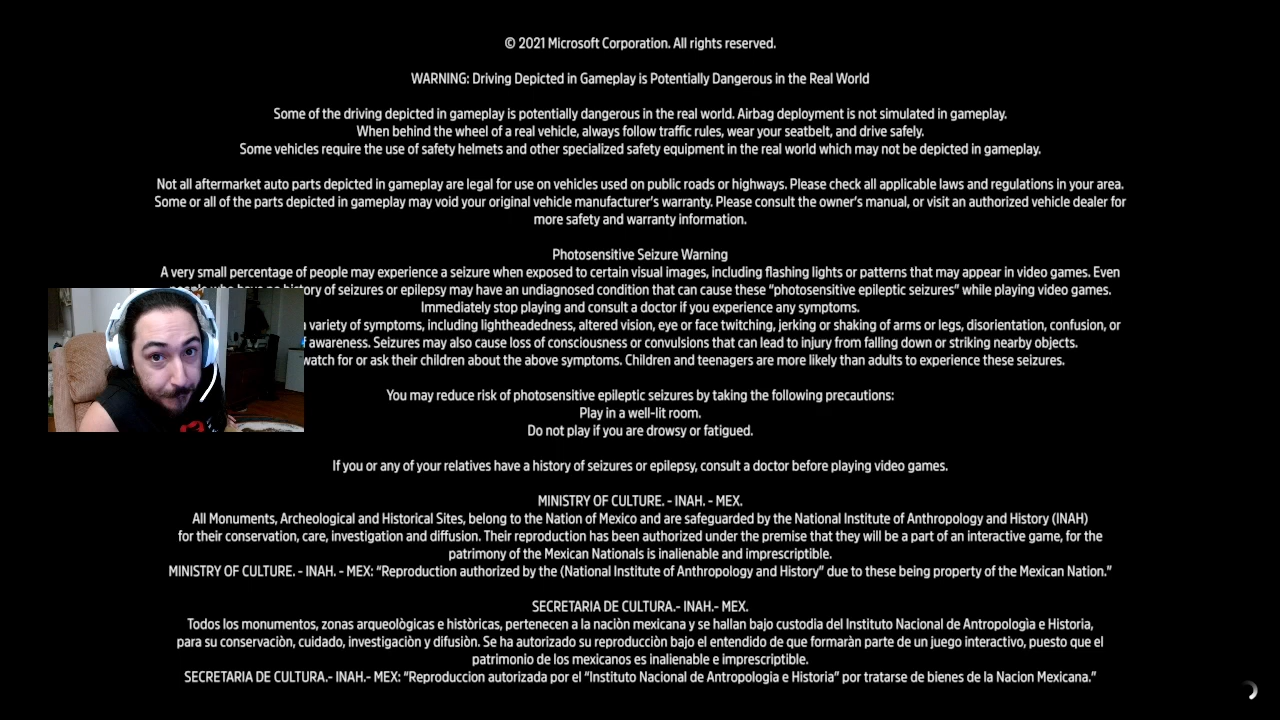 © 2021 Microsoft Corporation. All rights reserved.
WARNING: Driving Depicted in Gameplay is Potentially Dangerous in the Real World
Some of the driving depicted in gameplay is potentially dangerous in the real world. Airbag deployment is not simulated in gameplay.
When behind the wheel of a real vehicle, always follow traffic rules, wear your seatbelt, and drive safely.
Some vehicles require the use of safety helmets and other specialized safety equipment in the real world which may not be depicted in gameplay.
Not all aftermarket auto parts depicted in gameplay are legal for use on vehicles used on public roads or highways. Please check all applicable laws and regulations in your area.
Some or all of the parts depicted in gameplay may void your original vehicle manufacturer's warranty. Please consult the owner's manual, or visit an authorized vehicle dealer for
more safety and warranty information.
Photosensitive Seizure Warning
A very small percentage of people may experience a seizure when exposed to certain visual images, including flashing lights or patterns that may appear in video games. Even
people who have no history of seizures or epilepsy may have an undiagnosed condition that can cause these "photosensitive epileptic seizures" while playing video games.
Immediately stop playing and consult a doctor if you experience any symptoms.
variety of symptoms, including lightheadedness, altered vision, eye or face twitching, jerking or shaking of arms or legs, disorientation, confusion, or
awareness. Seizures may also cause loss of consciousness or convulsions that can lead to injury from falling down or striking nearby objects.
watch for or ask their children about the above symptoms. Children and teenagers are more likely than adults to experience these seizures.
You may reduce risk of photosensitive epileptic seizures by taking the following precautions:
Play in a well-lit room.
Do not play if you are drowsy or fatigued.
If you or any of your relatives have a history of seizures or epilepsy, consult a doctor before playing video games.
MINISTRY OF CULTURE. - INAH. - MEX.
All Monuments, Archeological and Historical Sites, belong to the Nation of Mexico and are safeguarded by the National Institute of Anthropology and History (INAH)
for their conservation, care, investigation and diffusion. Their reproduction has been authorized under the premise that they will be a part of an interactive game, for the
patrimony of the Mexican Nationals is inalienable and imprescriptible.
MINISTRY OF CULTURE. - INAH. - MEX: "Reproduction authorized by the (National Institute of Anthropology and History" due to these being property of the Mexican Nation."
SECRETARIA DE CULTURA.- INAH.- MEX.
Todos los monumentos, zonas arqueològicas e històricas, pertenecen a la naciòn mexicana y se hallan bajo custodia del Instituto Nacional de Antropologìa e Historia,
para su conservaciòn, cuidado, investigaciòn y difusiòn. Se ha autorizado su reproducciòn bajo el entendido de que formaràn parte de un juego interactivo, puesto que el
patrimonio de los mexicanos es inalienable e imprescriptible.
SECRETARIA DE CULTURA.- INAH.- MEX: "Reproduccion autorizada por el "Instituto Nacional de Antropologia e Historia" por tratarse de bienes de la Nacion Mexicana."